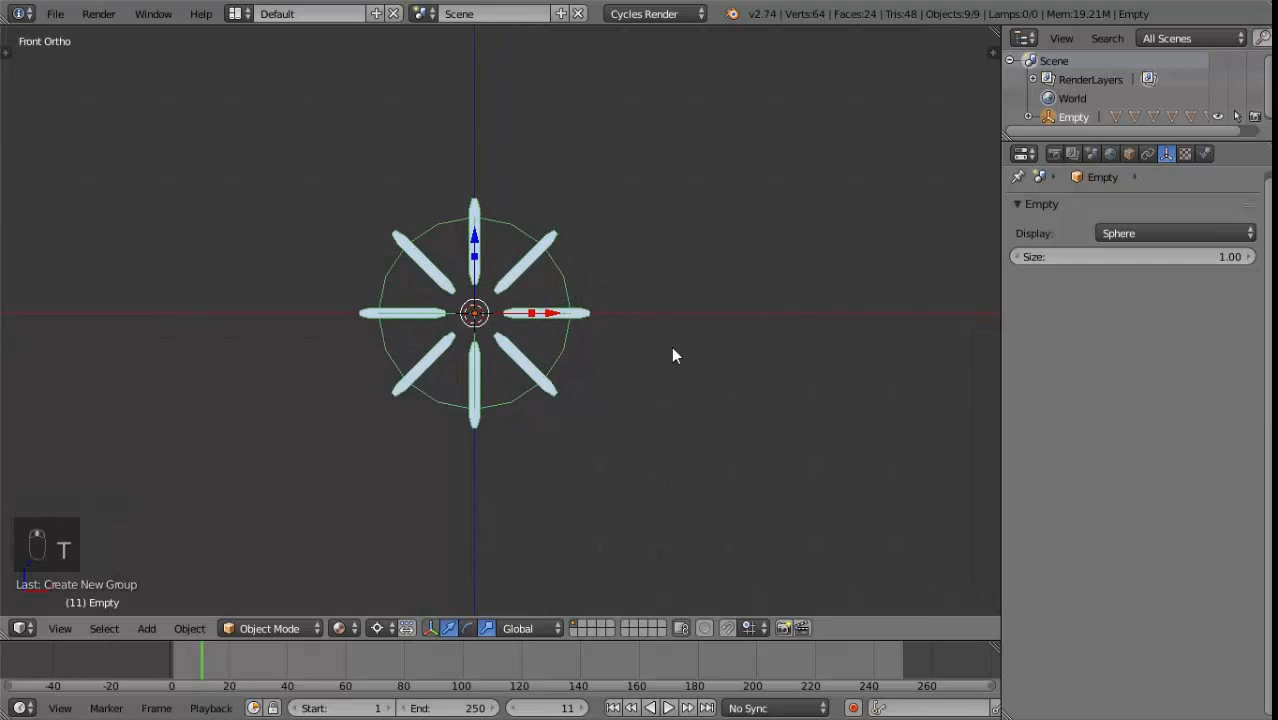 File Render Window Help Default Scene Cycles Render v2.74 | Verts:64 | Faces:24 | Tris:48 | Objects:9/9 | Lamps:0/0 | Mem:19.21M | Empty
Front Ortho
View Search All Scenes
Scene
RenderLayers
World
Empty
Empty
Empty
Display: Sphere
Size: 1.00
T
Last: Create New Group
(11) Empty
View Select Add Object Object Mode Global
-40 -20 0 20 40 60 80 100 120 140 160 180 200 220 240 260
View Marker Frame Playback Start: 1 End: 250 11 No Sync